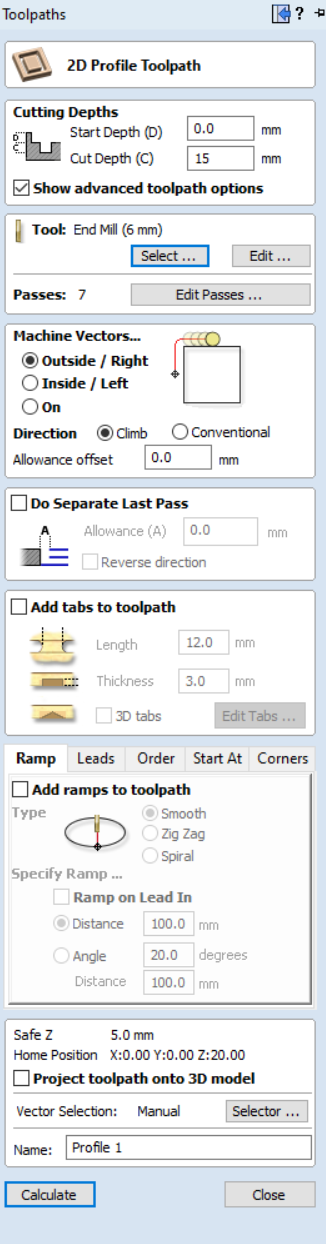 Toolpaths ?
2D Profile Toolpath
Cutting Depths
Start Depth (D) 0.0 mm
Cut Depth (C) 15 mm
Show advanced toolpath options
Tool: End Mill (6 mm)
Select ... Edit ...
Passes: 7 Edit Passes ...
Machine Vectors...
Outside / Right
Inside / Left
On
Direction Climb Conventional
Allowance offset 0.0 mm
Do Separate Last Pass
A Allowance (A) 0.0 mm
Reverse direction
Add tabs to toolpath
Length 12.0 mm
Thickness 3.0 mm
3D tabs Edit Tabs ...
Ramp Leads Order Start At Corners
Add ramps to toolpath
Type Smooth
Zig Zag
Spiral
Specify Ramp ...
Ramp on Lead In
Distance 100.0 mm
Angle 20.0 degrees
Distance 100.0 mm
Safe Z 5.0 mm
Home Position X:0.00 Y:0.00 Z:20.00
Project toolpath onto 3D model
Vector Selection: Manual Selector ...
Name: Profile 1
Calculate Close